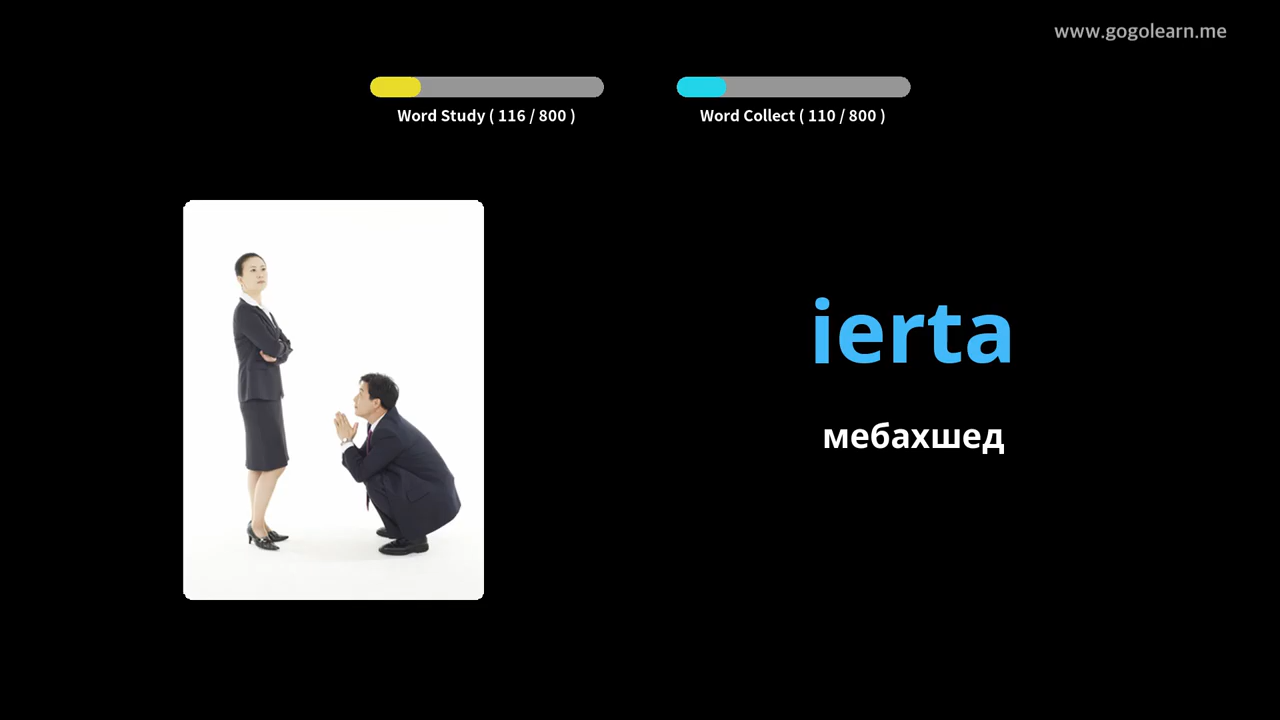 www.gogolearn.me
Word Study ( 116 / 800 )
Word Collect ( 110 / 800 )
ierta
мебахшед